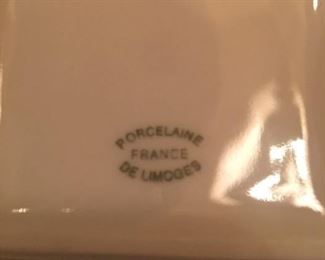 PORCELAINE
FRANCE
DE LIMOGES